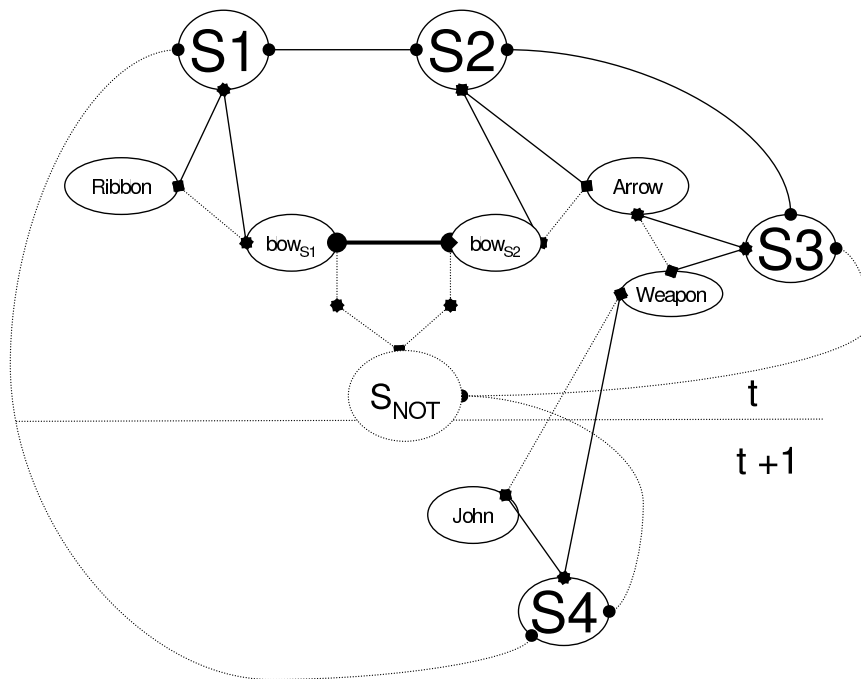 S1
S2
Ribbon
Arrow
bowS1
bowS2
S3
Weapon
SNOT
t
t +1
John
S4